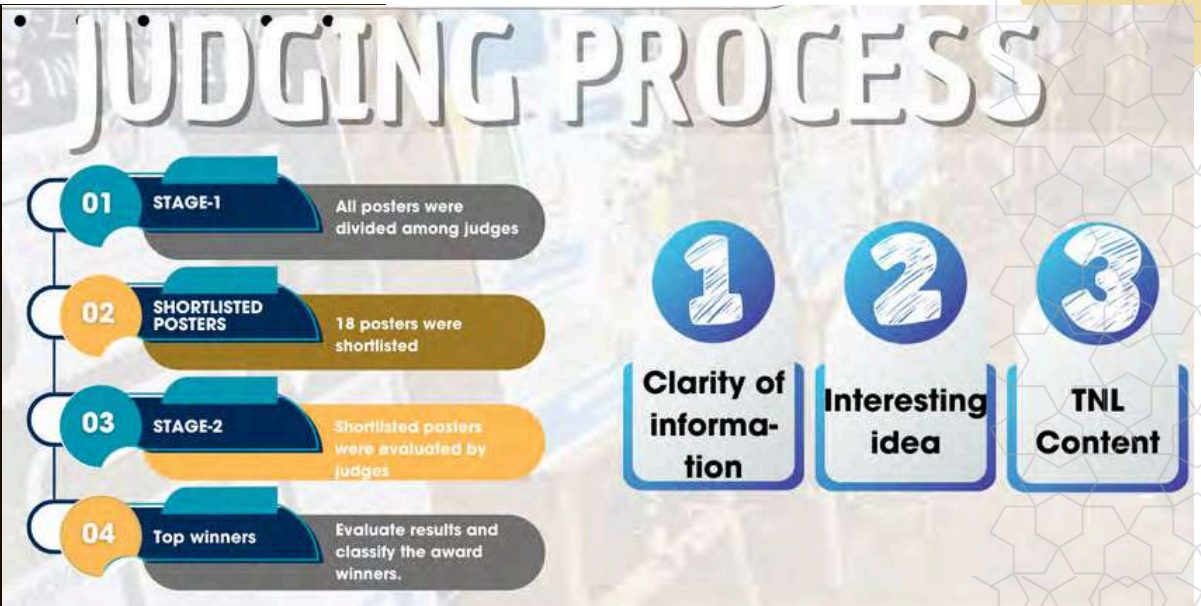 JUDGING PROCESS
01
STAGE-1
All posters were
divided among judges
02
SHORTLISTED
POSTERS
18 posters were
shortlisted
03
STAGE-2
Shortlisted posters
were evaluated by
judges
04
Top winners
Evaluate results and
classify the award
winners.
1
Clarity of
informa-
tion
2
Interesting
idea
3
TNL
Content